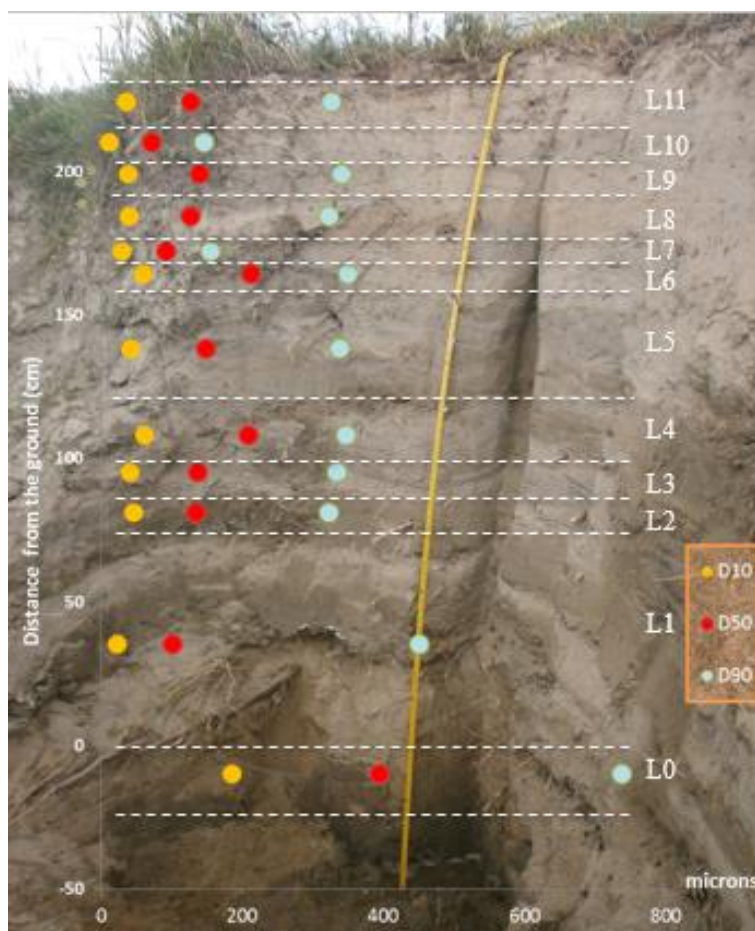 L11
L10
200
L9
L8
L7
L6
150
L5
L4
100
L3
L2
Distance from the ground (cm)
D10
50
L1
D50
D90
0
L0
-50
microns
0 200 400 600 800